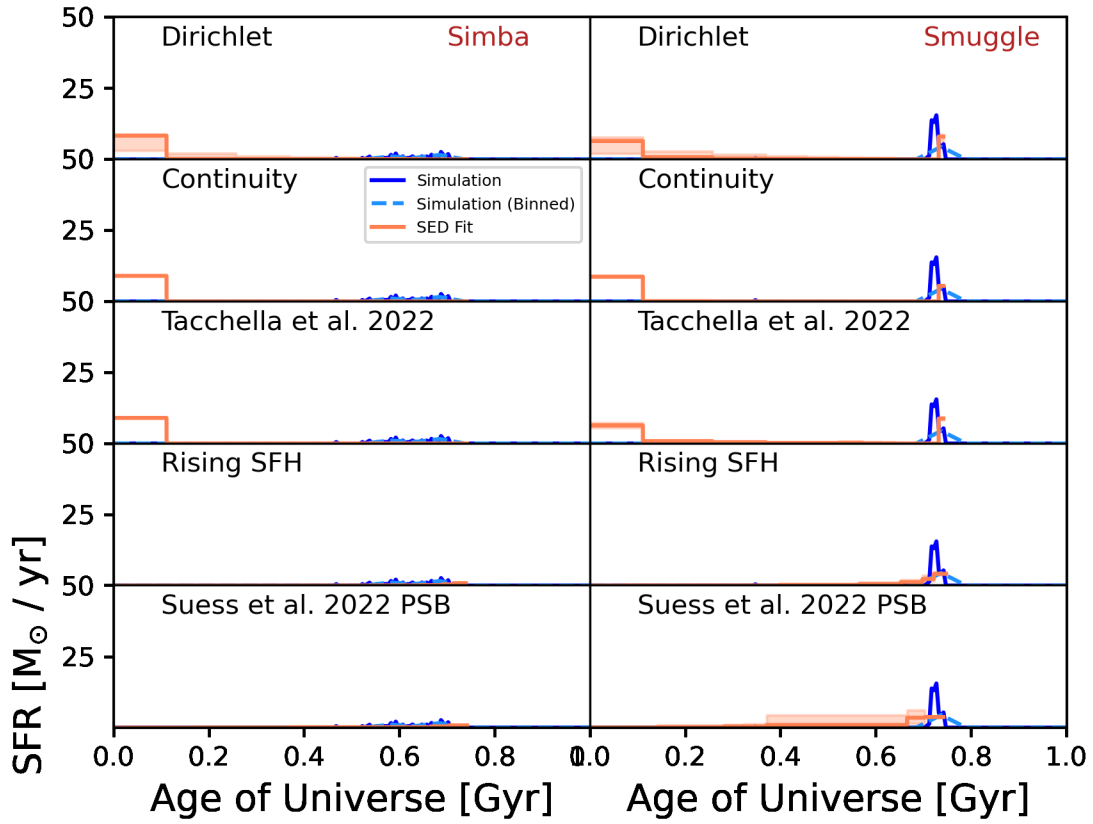 50 Dirichlet Simba Dirichlet Smuggle
25
50 Continuity Continuity
Simulation
Simulation (Binned)
SED Fit
25
50 Tacchella et al. 2022 Tacchella et al. 2022
25
50 Rising SFH Rising SFH
25
50 Suess et al. 2022 PSB Suess et al. 2022 PSB
25
SFR [M⊙ / yr]
0.0 0.2 0.4 0.6 0.8 1.0 0.0 0.2 0.4 0.6 0.8 1.0
Age of Universe [Gyr] Age of Universe [Gyr]